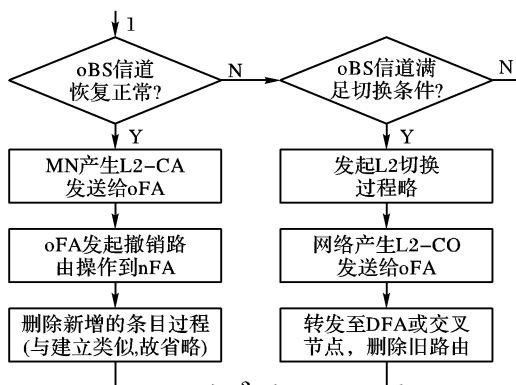 1
oBS信道
恢复正常?
N
oBS信道满
足切换条件?
N
Y
Y
MN产生L2-CA
发送给oFA
发起L2切换
过程略
oFA发起撤销路
由操作到nFA
网络产生L2-CO
发送给oFA
删除新增的条目过程
(与建立类似,故省略)
转发至DFA或交叉
节点，删除旧路由